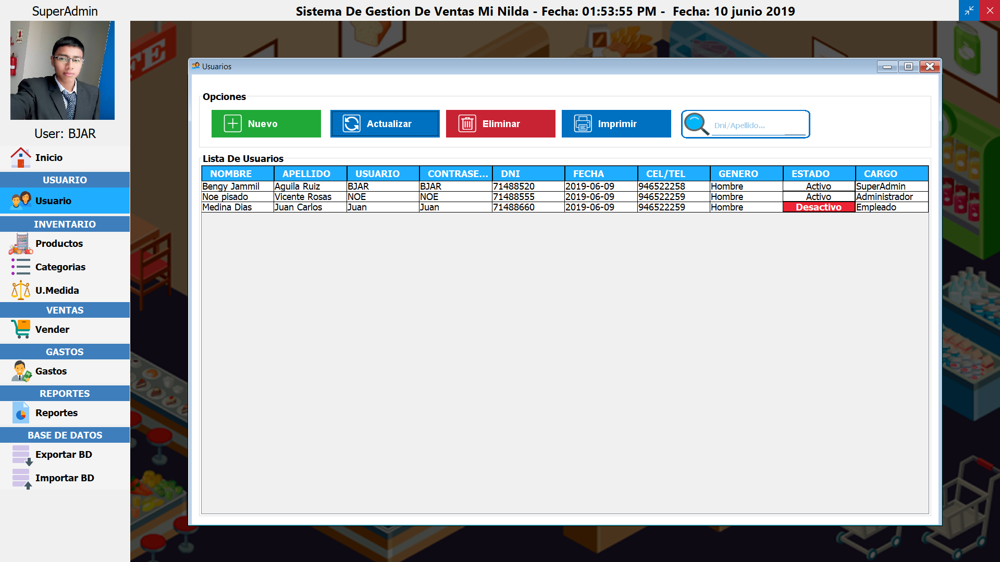 SuperAdmin
Sistema De Gestion De Ventas Mi Nilda - Fecha: 01:53:55 PM - Fecha: 10 junio 2019
User: BJAR
Inicio
USUARIO
Usuario
INVENTARIO
Productos
Categorias
U.Medida
VENTAS
Vender
GASTOS
Gastos
REPORTES
Reportes
BASE DE DATOS
Exportar BD
Importar BD
FE
Usuarios
Opciones
Nuevo Actualizar Eliminar Imprimir Dni/Apellido...
Lista De Usuarios
NOMBRE APELLIDO USUARIO CONTRASE... DNI FECHA CEL/TEL GENERO ESTADO CARGO
Bengy Jammil Aguila Ruiz BJAR BJAR 71488520 2019-06-09 946522258 Hombre Activo SuperAdmin
Noe pisado Vicente Rosas NOE NOE 71488555 2019-06-09 946522259 Hombre Activo Administrador
Medina Dias Juan Carlos Juan Juan 71488660 2019-06-09 946522259 Hombre Desactivo Empleado